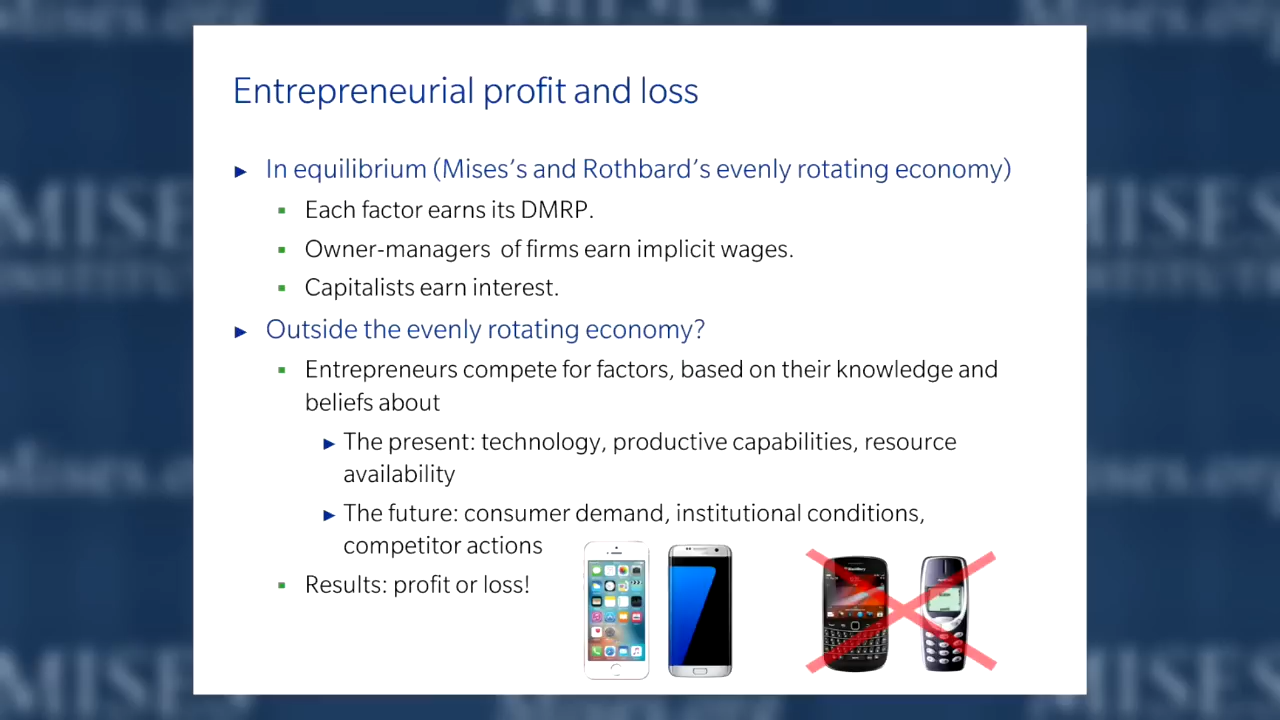 Entrepreneurial profit and loss
► In equilibrium (Mises's and Rothbard's evenly rotating economy)
▪ Each factor earns its DMRP.
▪ Owner-managers of firms earn implicit wages.
▪ Capitalists earn interest.
► Outside the evenly rotating economy?
▪ Entrepreneurs compete for factors, based on their knowledge and
beliefs about
► The present: technology, productive capabilities, resource
availability
► The future: consumer demand, institutional conditions,
competitor actions
▪ Results: profit or loss!